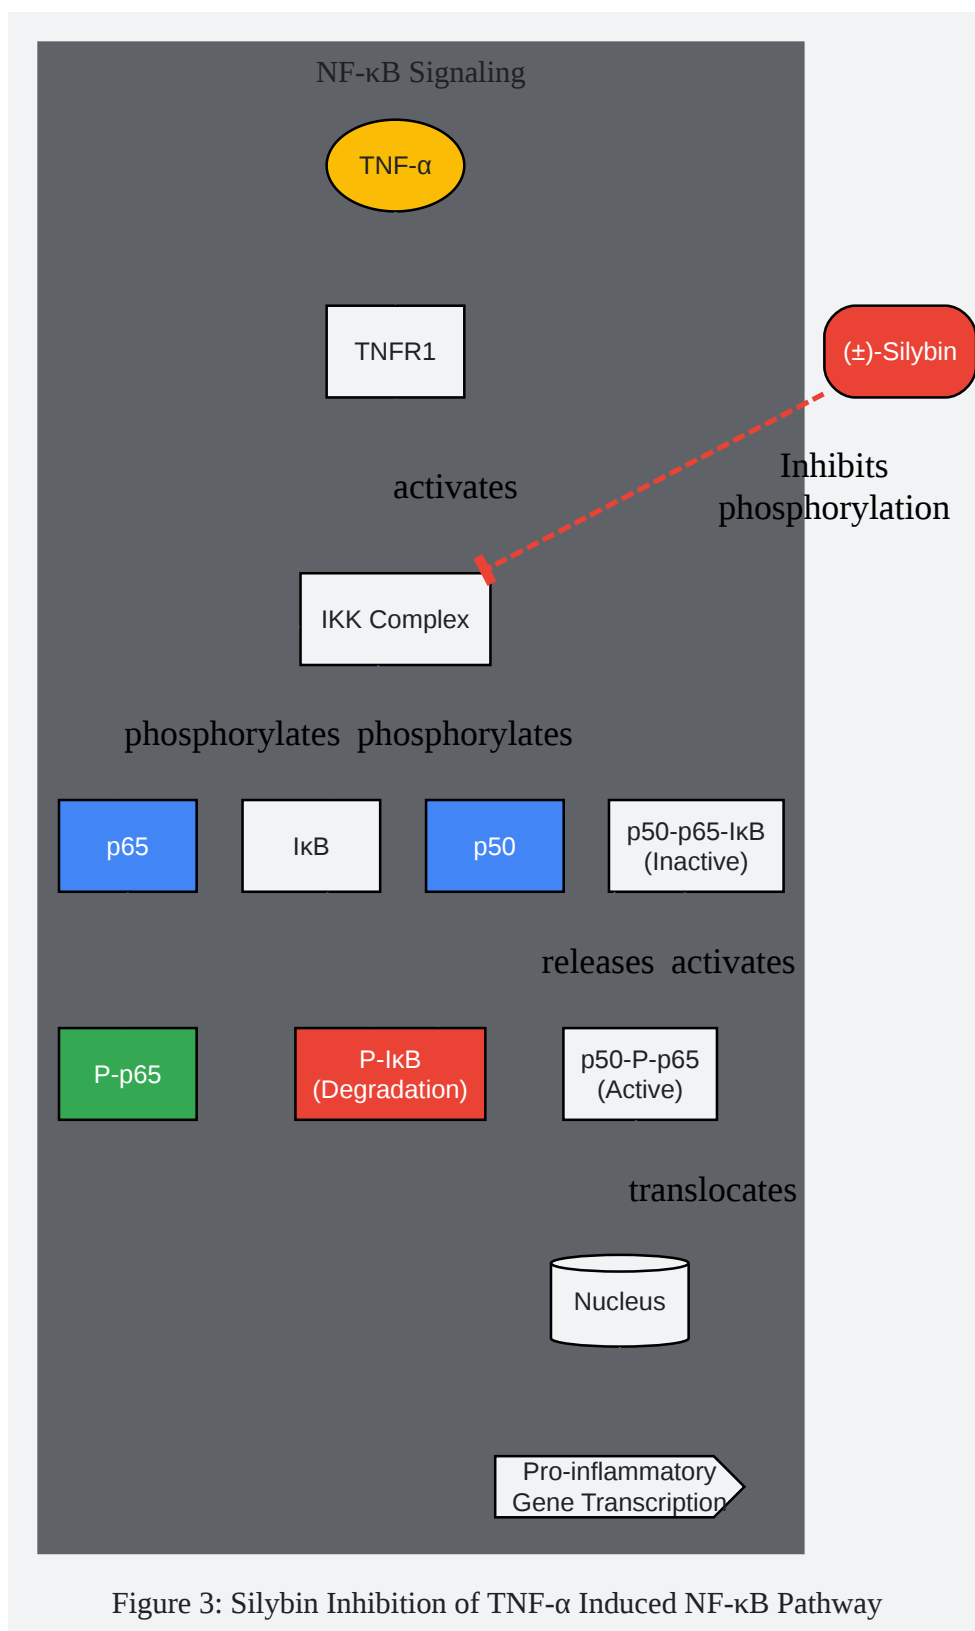 NF-κB Signaling
TNF-α
TNFR1
(±)-Silybin
activates
Inhibits
phosphorylation
IKK Complex
phosphorylates
phosphorylates
p65
IκB
p50
p50-p65-IκB
(Inactive)
releases
activates
P-p65
P-IκB
(Degradation)
p50-P-p65
(Active)
translocates
Nucleus
Pro-inflammatory
Gene Transcription
Figure 3: Silybin Inhibition of TNF-α Induced NF-κB Pathway